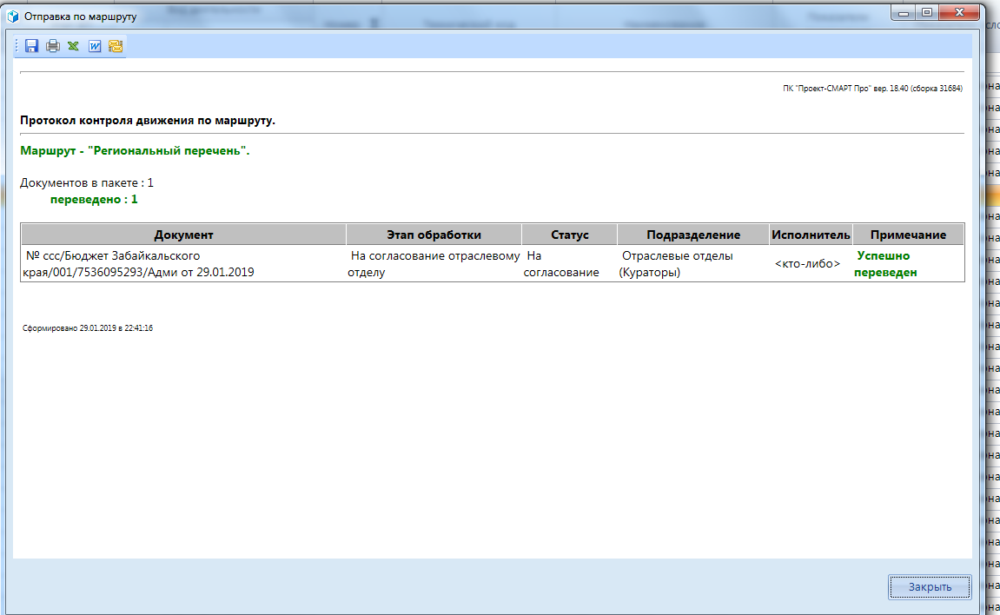 Отправка по маршруту
ПК "Проект-СМАРТ Про" вер. 18.40 (сборка 31684)
Протокол контроля движения по маршруту.
Маршрут - "Региональный перечень".
Документов в пакете : 1
переведено : 1
Документ Этап обработки Статус Подразделение Исполнитель Примечание
№ ссс/Бюджет Забайкальского На согласование отраслевому На Отраслевые отделы <кто-либо> Успешно
края/001/7536095293/Адми от 29.01.2019 отделу согласование (Кураторы) переведен
Сформировано 29.01.2019 в 22:41:16
Закрыть